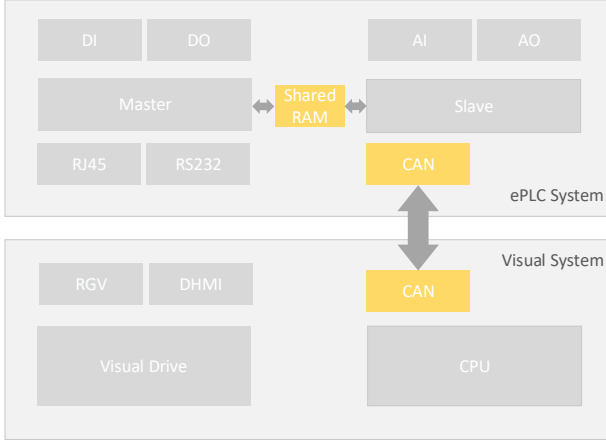 DI
DO
AI
AO
Master
Shared
RAM
Slave
RJ45
RS232
CAN
ePLC System
Visual System
RGV
DHMI
CAN
Visual Drive
CPU